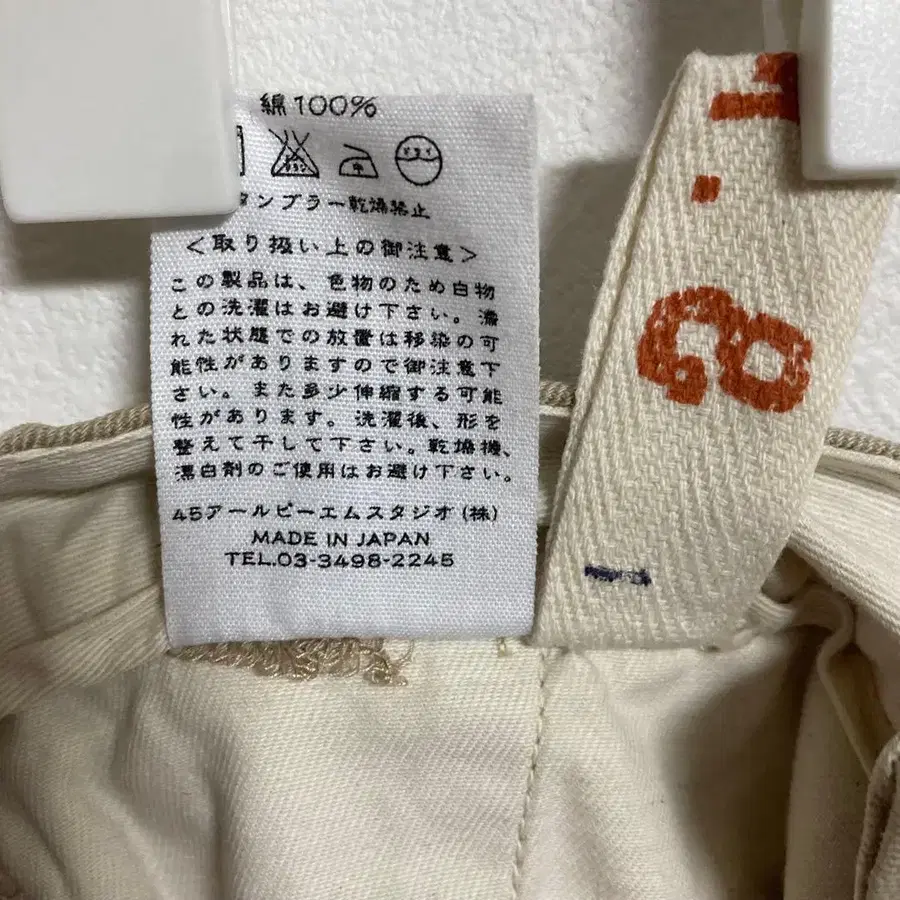 綿100%
中
ンブラー乾燥禁止
<取り扱い上の御注意>
この製品は、色物のため白物
との洗濯はお避け下さい。濡
れた状態での放置は移染の可
能性がありますので御注意下
さい。また多少伸縮する可能
性があります。洗濯後、形を
整えて干して下さい。乾燥機、
漂白剤のご使用はお避け下さい。
45アールピーエムスタジオ(株)
MADE IN JAPAN
TEL.03-3498-2245